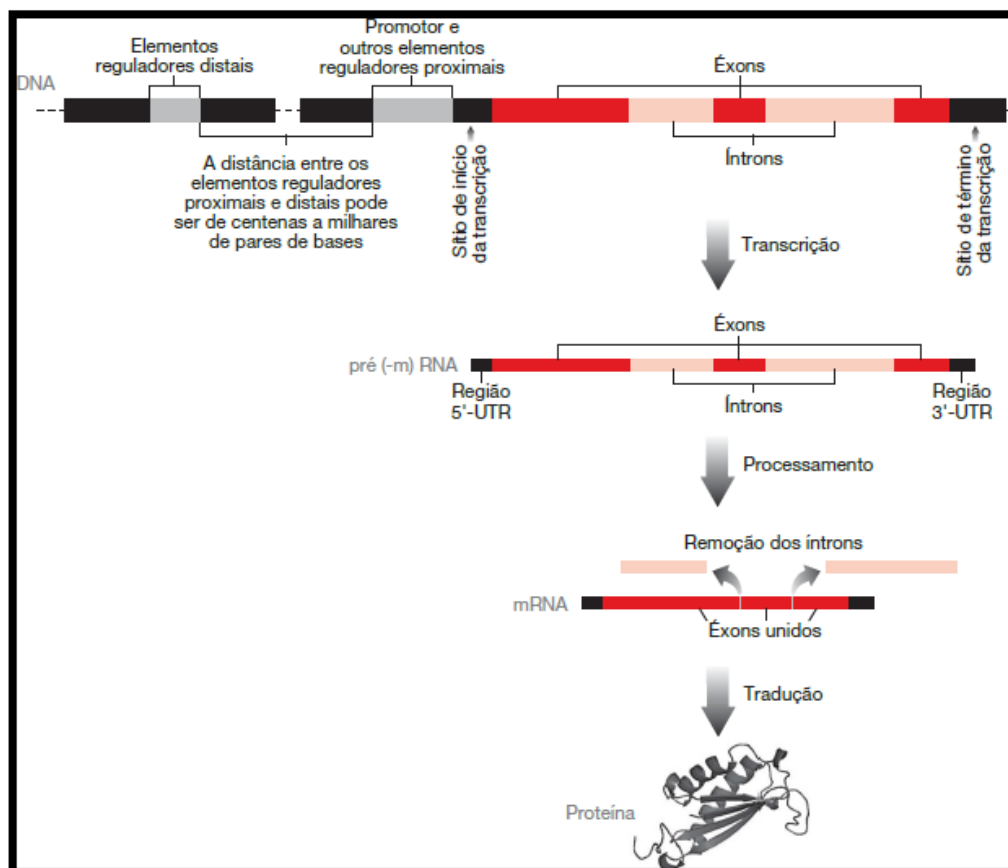 Elementos
reguladores distais
Promotor e
outros elementos
reguladores proximais
Éxons
DNA
A distância entre os
elementos reguladores
proximais e distais pode
ser de centenas a milhares
de pares de bases
Sítio de início
da transcrição
Íntrons
Sítio de término
da transcrição
Transcrição
Éxons
pré (-m) RNA
Região
5'-UTR
Íntrons
Região
3'-UTR
Processamento
Remoção dos íntrons
mRNA
Éxons unidos
Tradução
Proteína